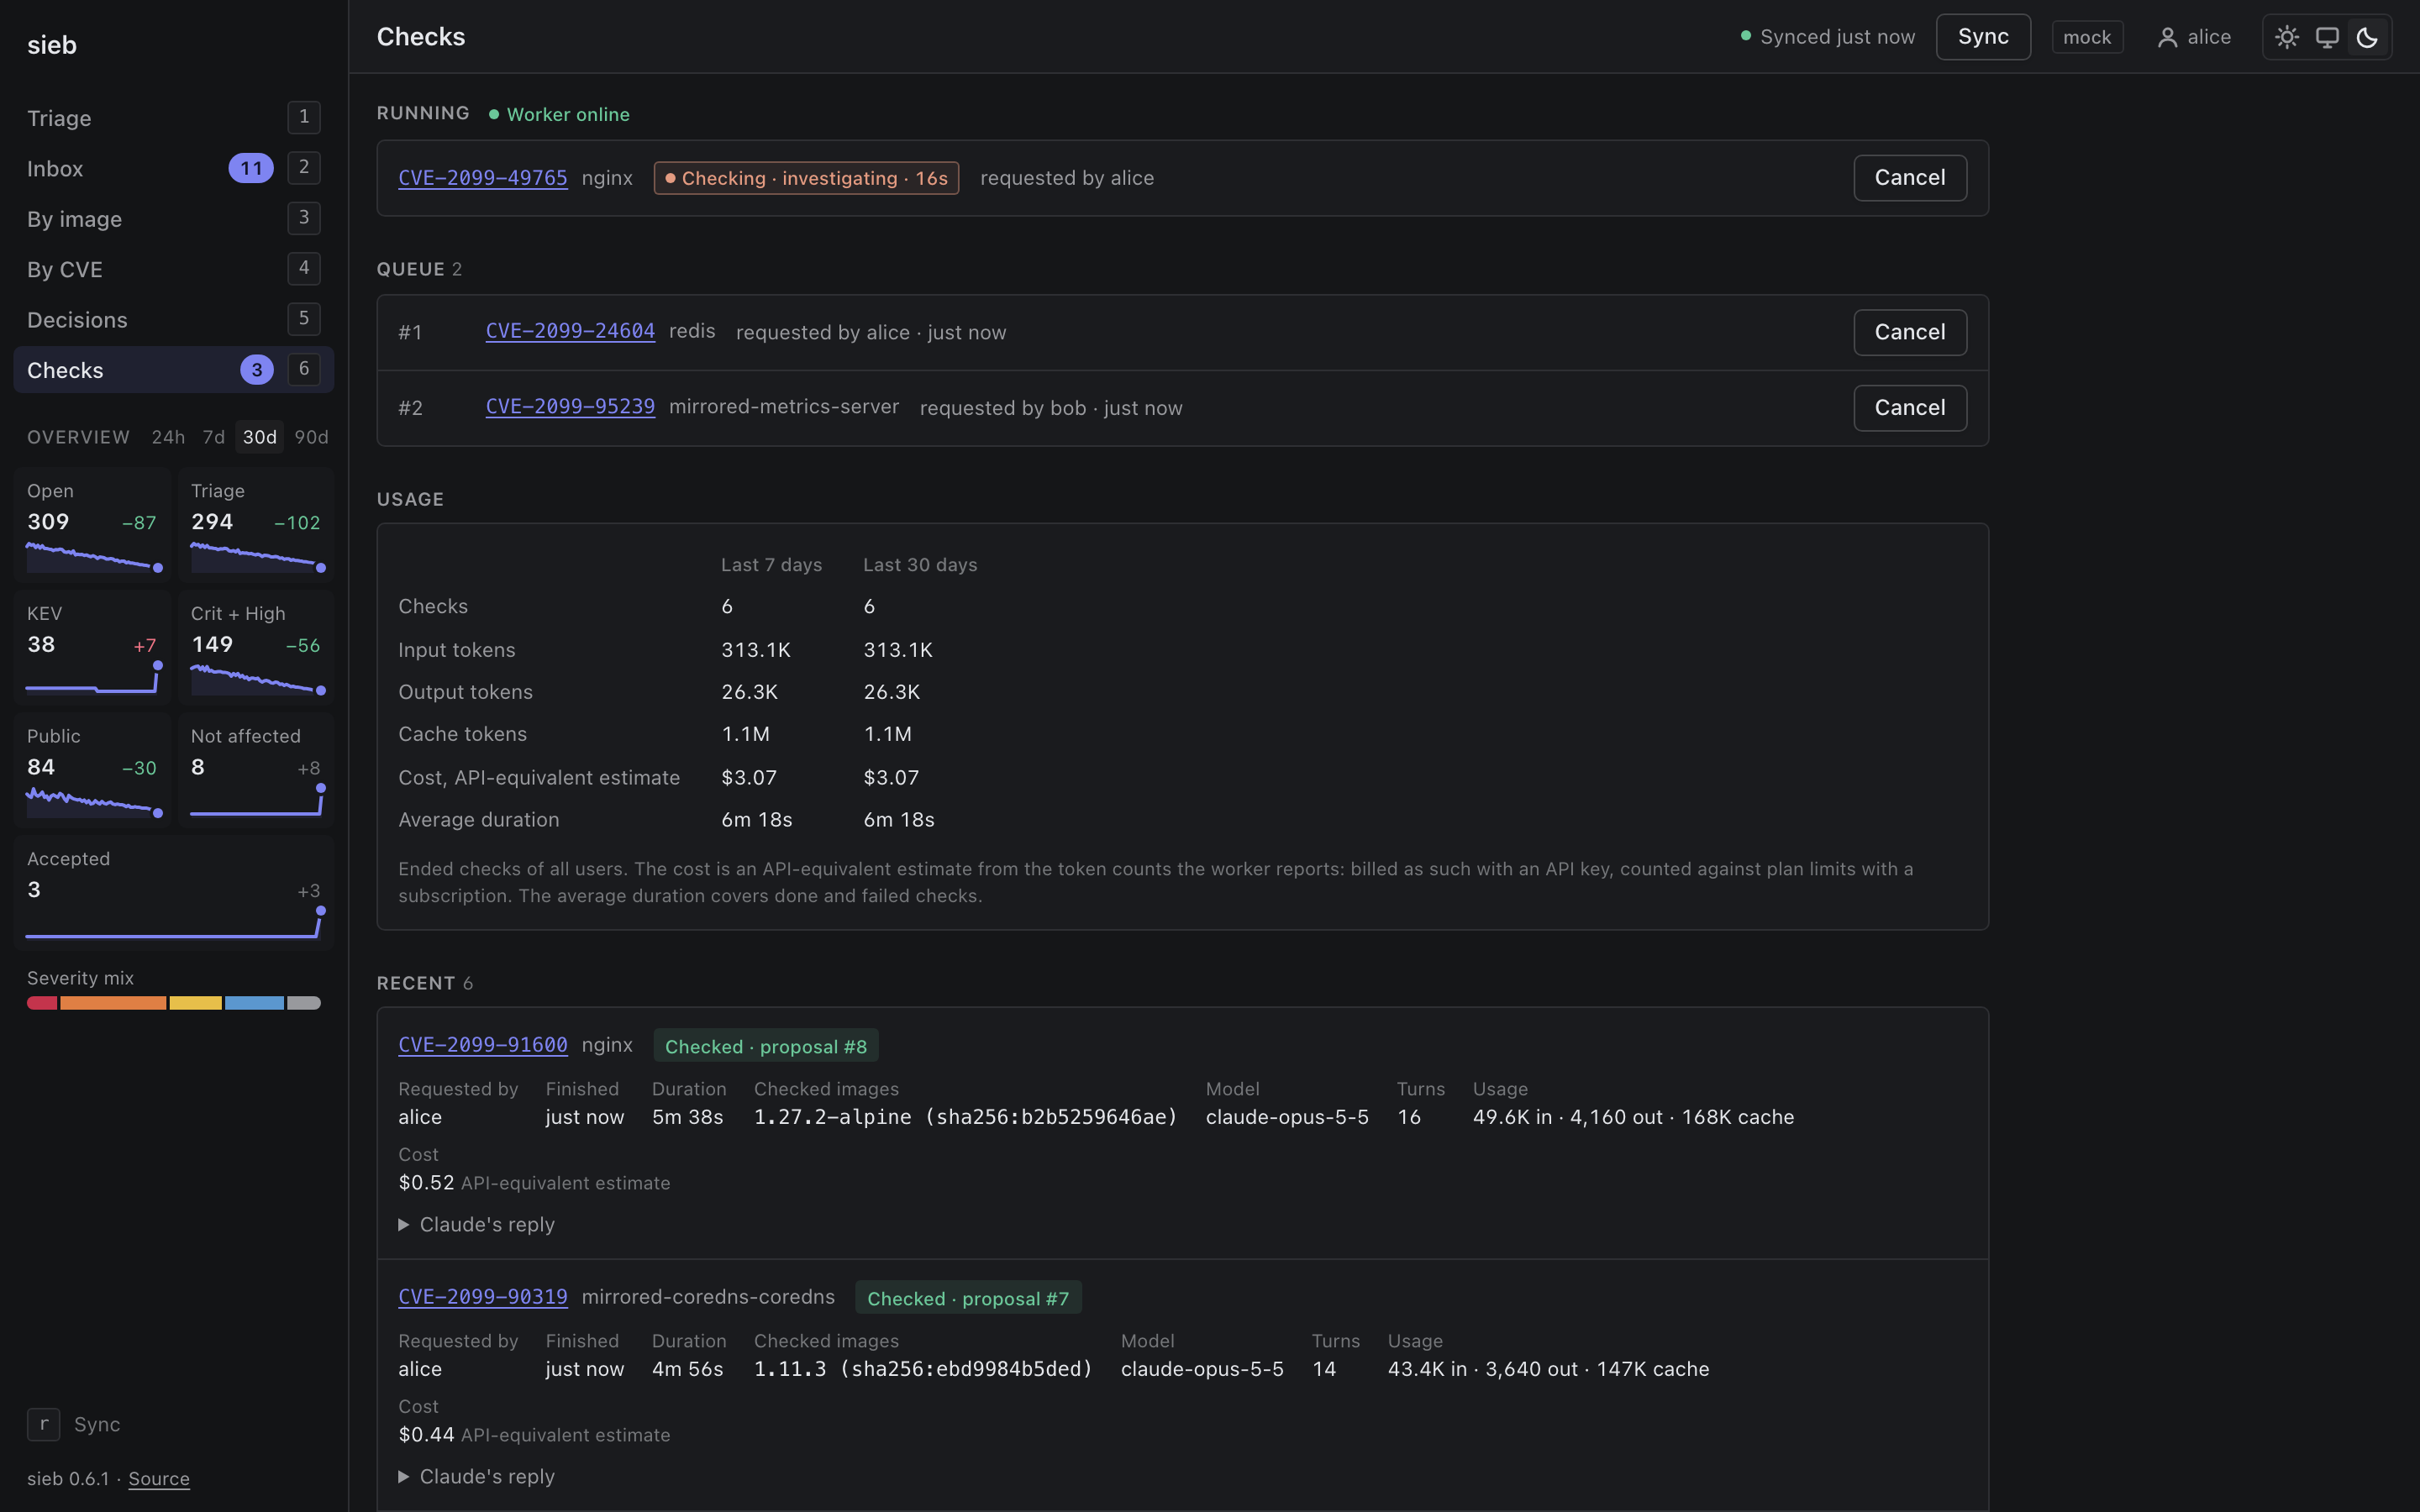 sieb
Triage 1
Inbox 11 2
By image 3
By CVE 4
Decisions 5
Checks 3 6
OVERVIEW 24h 7d 30d 90d
Open Triage
309 −87 294 −102
KEV Crit + High
38 +7 149 −56
Public Not affected
84 −30 8 +8
Accepted
3 +3
Severity mix
r Sync
sieb 0.6.1 · Source
Checks
Synced just now Sync mock alice
RUNNING Worker online
CVE-2099-49765 nginx Checking · investigating · 16s requested by alice Cancel
QUEUE 2
#1 CVE-2099-24604 redis requested by alice · just now Cancel
#2 CVE-2099-95239 mirrored-metrics-server requested by bob · just now Cancel
USAGE
Last 7 days Last 30 days
Checks 6 6
Input tokens 313.1K 313.1K
Output tokens 26.3K 26.3K
Cache tokens 1.1M 1.1M
Cost, API-equivalent estimate $3.07 $3.07
Average duration 6m 18s 6m 18s
Ended checks of all users. The cost is an API-equivalent estimate from the token counts the worker reports: billed as such with an API key, counted against plan limits with a
subscription. The average duration covers done and failed checks.
RECENT 6
CVE-2099-91600 nginx Checked · proposal #8
Requested by Finished Duration Checked images Model Turns Usage
alice just now 5m 38s 1.27.2-alpine (sha256:b2b5259646ae) claude-opus-5-5 16 49.6K in · 4,160 out · 168K cache
Cost
$0.52 API-equivalent estimate
Claude's reply
CVE-2099-90319 mirrored-coredns-coredns Checked · proposal #7
Requested by Finished Duration Checked images Model Turns Usage
alice just now 4m 56s 1.11.3 (sha256:ebd9984b5ded) claude-opus-5-5 14 43.4K in · 3,640 out · 147K cache
Cost
$0.44 API-equivalent estimate
Claude's reply